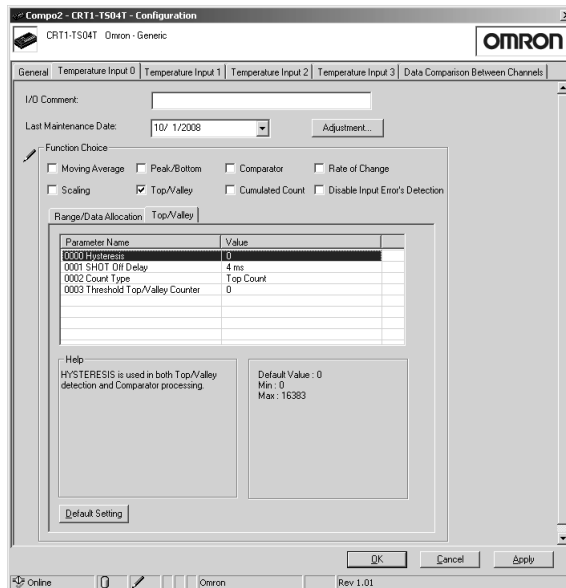 Compo2 - CRT1-TS04T - Configuration
CRT1-TS04T Omron - Generic
OMRON
General Temperature Input 0 Temperature Input 1 Temperature Input 2 Temperature Input 3 Data Comparison Between Channels
I/O Comment:
Last Maintenance Date: 10/ 1/2008 Adjustment...
Function Choice
Moving Average Peak/Bottom Comparator Rate of Change
Scaling Top/Valley Cumulated Count Disable Input Error's Detection
Range/Data Allocation Top/Valley
Parameter Name Value
0000 Hysteresis 0
0001 SHOT Off Delay 4 ms
0002 Count Type Top Count
0003 Threshold Top/Valley Counter 0
Help
HYSTERESIS is used in both Top/Valley
detection and Comparator processing.
Default Value : 0
Min : 0
Max : 16383
Default Setting
OK Cancel Apply
Online Omron Rev 1.01